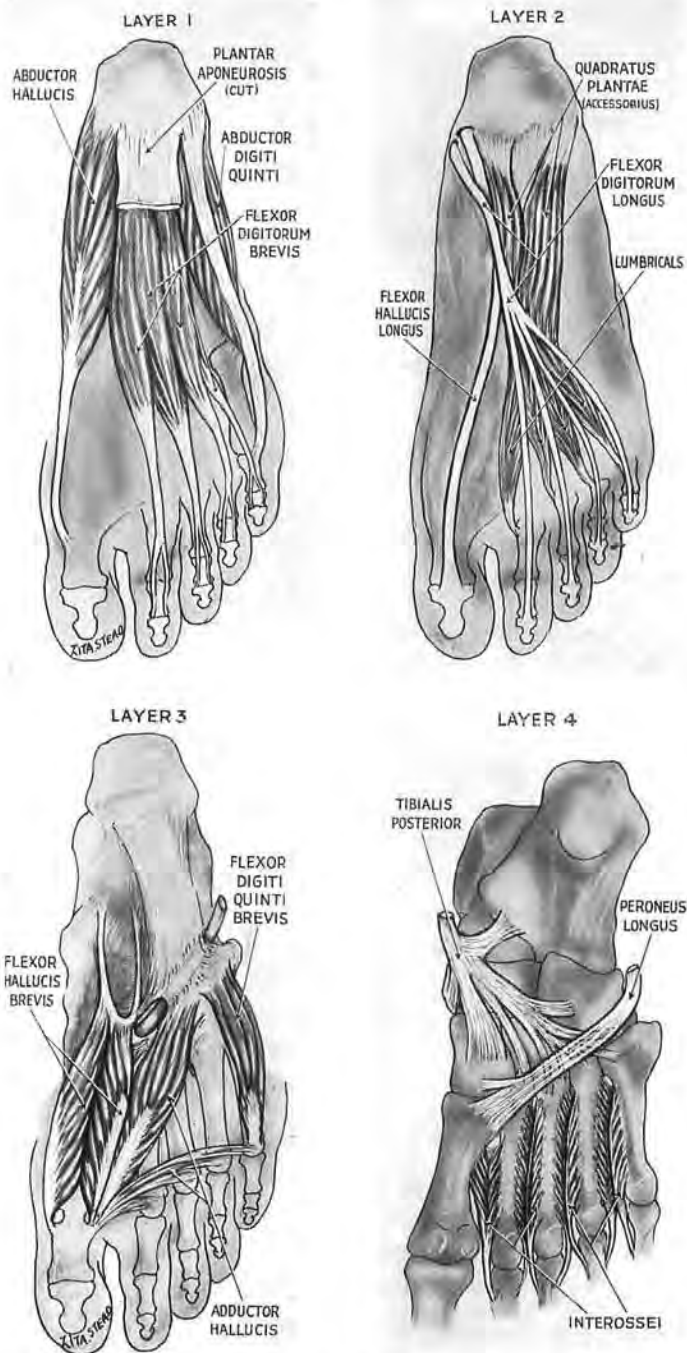 LAYER 1
ABDUCTOR
HALLUCIS
PLANTAR
APONEUROSIS
(CUT)
ABDUCTOR
DIGITI
QUINTI
FLEXOR
DIGITORUM
BREVIS
RITA STEAD
LAYER 2
QUADRATUS
PLANTAE
(ACCESSORIUS)
FLEXOR
DIGITORUM
LONGUS
LUMBRICALS
FLEXOR
HALLUCIS
LONGUS
LAYER 3
FLEXOR
DIGITI
QUINTI
BREVIS
FLEXOR
HALLUCIS
BREVIS
ADDUCTOR
HALLUCIS
RITA STEAD
LAYER 4
TIBIALIS
POSTERIOR
PERONEUS
LONGUS
INTEROSSEI